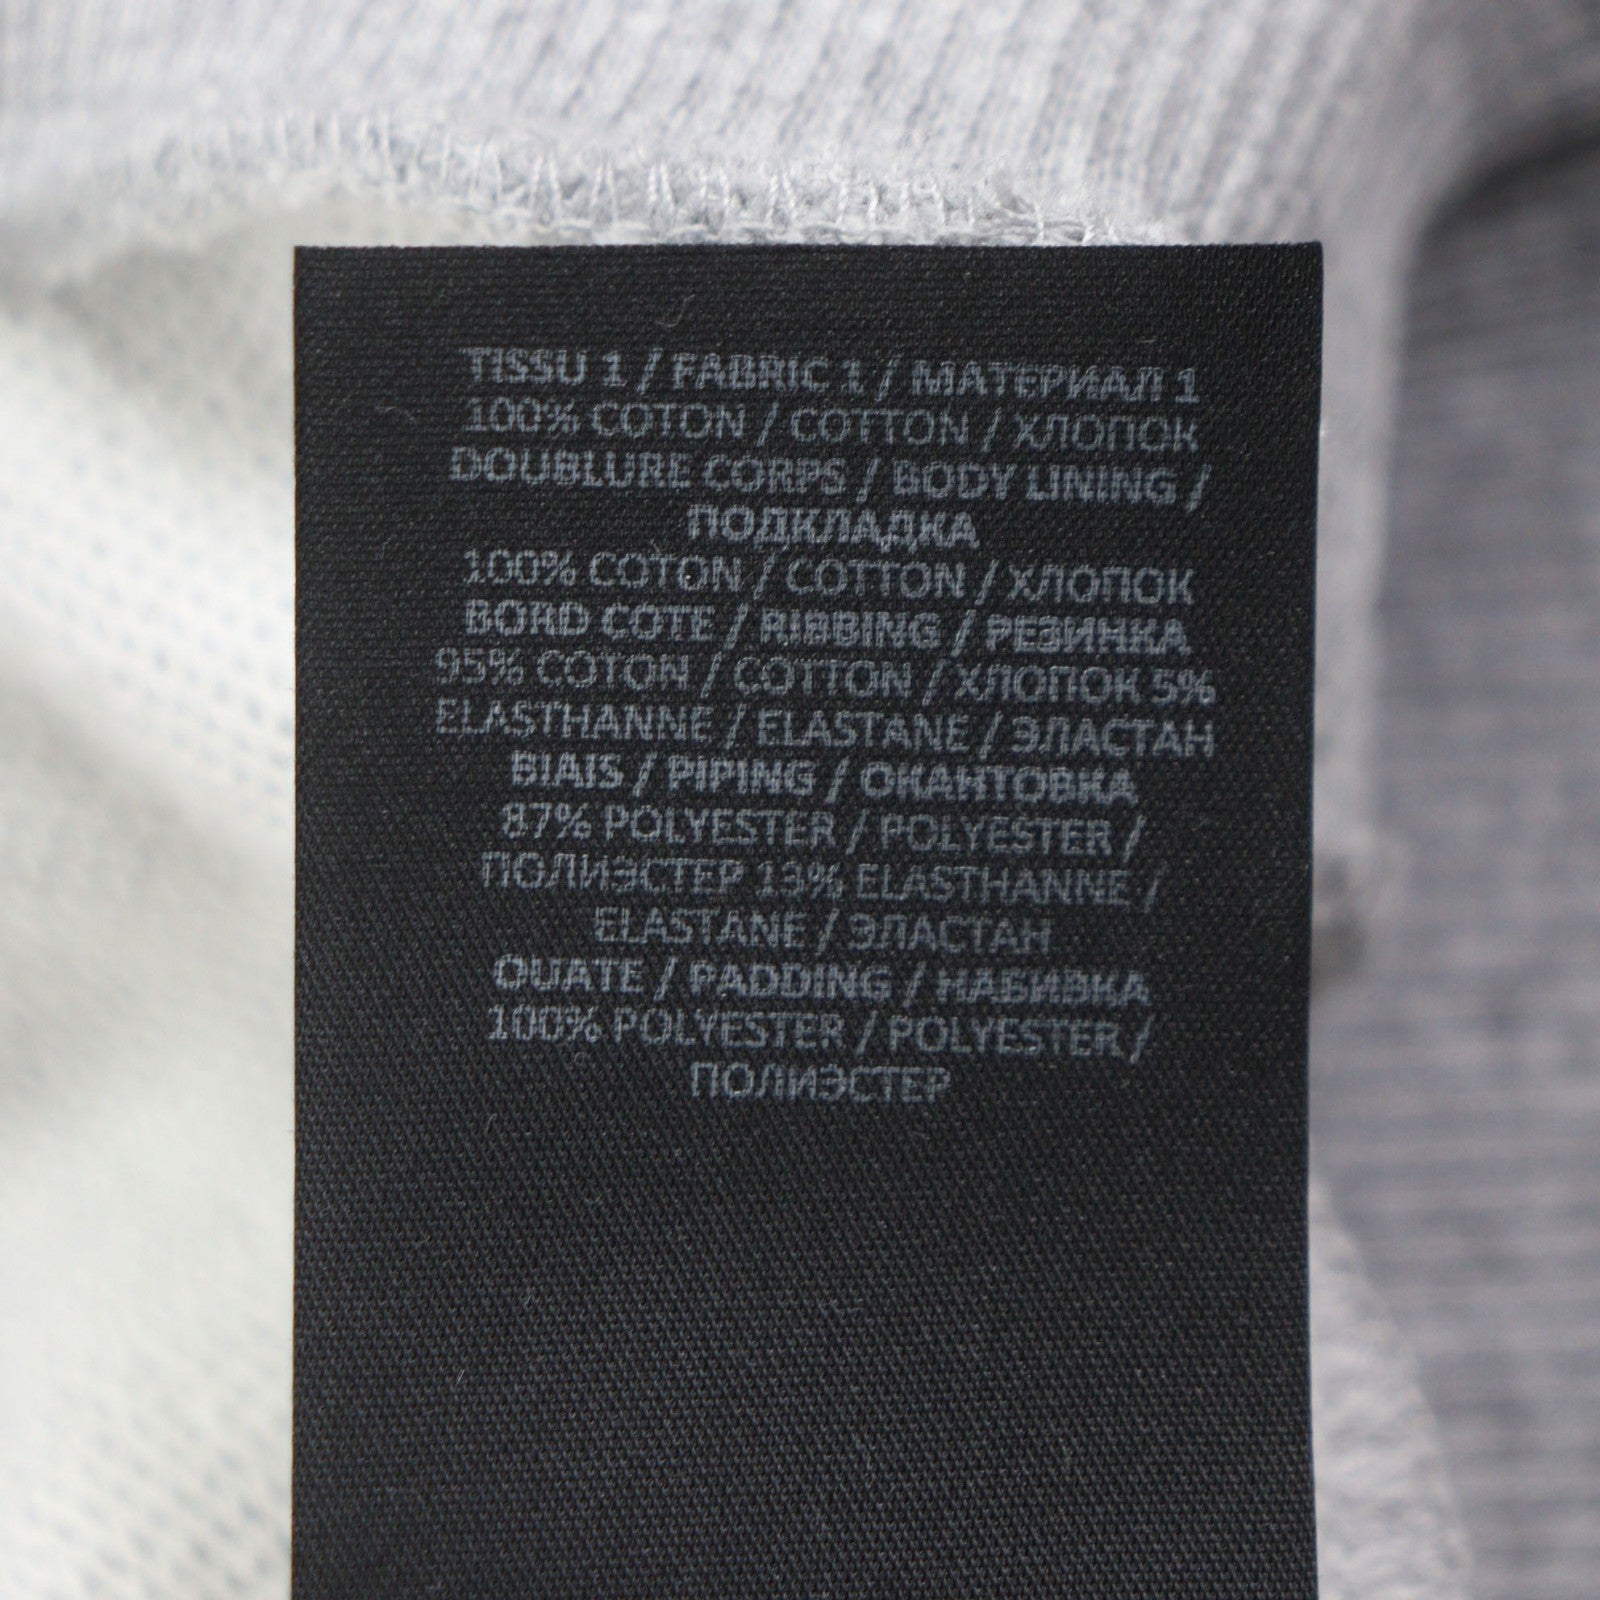 TISSU 1 / FABRIC 1 / МАТЕРИАЛ 1
100% COTON / COTTON / ХЛОПОК
DOUBLURE CORPS / BODY LINING /
ПОДКЛАДКА
100% COTON / COTTON / ХЛОПОК
BORD COTE / RIBBING / РЕЗИНКА
95% COTON / COTTON / ХЛОПОК 5%
ELASTHANNE / ELASTANE / ЭЛАСТАН
BIAIS / PIPING / ОКАНТОВКА
87% POLYESTER / POLYESTER /
ПОЛИЭСТЕР 13% ELASTHANNE /
ELASTANE / ЭЛАСТАН
OUATE / PADDING / НАБИВКА
100% POLYESTER / POLYESTER /
ПОЛИЭСТЕР